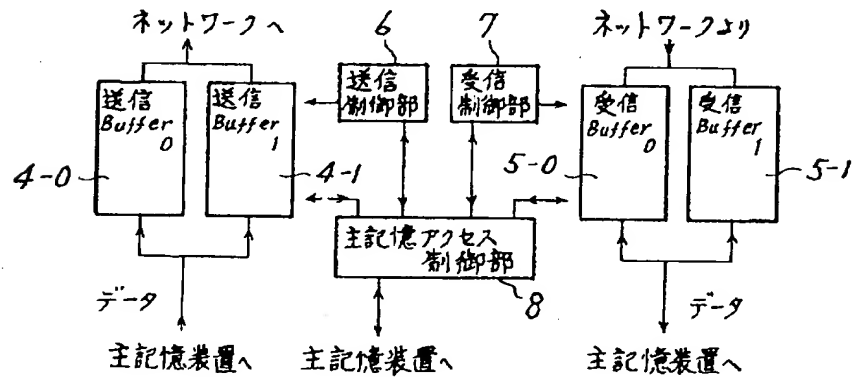 ネットワークへ
6
7
ネットワークより
送信
Buffer
0
送信
Buffer
1
送信
制御部
受信
制御部
受信
Buffer
0
受信
Buffer
1
4-0
4-1
5-0
5-1
主記憶アクセス
制御部
8
データ
データ
主記憶装置へ
主記憶装置へ
主記憶装置へ